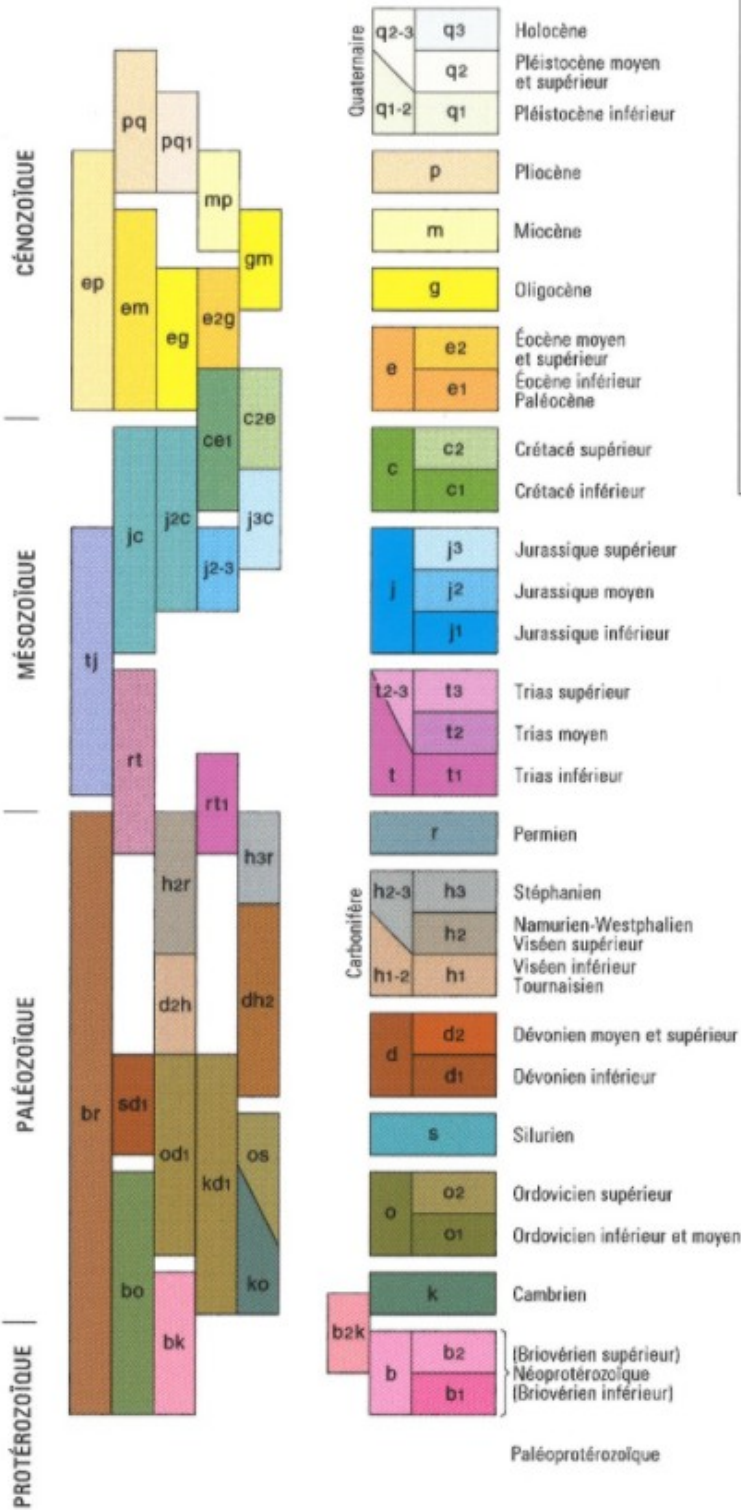 CÉNOZOÏQUE
MÉSOZOÏQUE
PALÉOZOÏQUE
PROTÉROZOÏQUE
pq
pq1
mp
gm
ep
em
eg
e2g
ce1
c2e
jc
j2c
j3c
j2-3
tj
rt
rt1
h2r
h3r
d2h
dh2
br
sd1
od1
kd1
os
ko
bo
bk
Quaternaire
q2-3
q3
Holocène
q2
Pléistocène moyen
et supérieur
q1-2
q1
Pléistocène inférieur
p
Pliocène
m
Miocène
g
Oligocène
e
e2
Éocène moyen
et supérieur
e1
Éocène inférieur
Paléocène
c
c2
Crétacé supérieur
c1
Crétacé inférieur
j
j3
Jurassique supérieur
j2
Jurassique moyen
j1
Jurassique inférieur
t2-3
t3
Trias supérieur
t2
Trias moyen
t
t1
Trias inférieur
r
Permien
Carbonifère
h2-3
h3
Stéphanien
h2
Namurien-Westphalien
Viséen supérieur
h1-2
h1
Viséen inférieur
Tournaisien
d
d2
Dévonien moyen et supérieur
d1
Dévonien inférieur
s
Silurien
o
o2
Ordovicien supérieur
o1
Ordovicien inférieur et moyen
k
Cambrien
b2k
b
b2
(Briovérien supérieur)
Néoprotérozoïque
b1
(Briovérien inférieur)
Paléoprotérozoïque